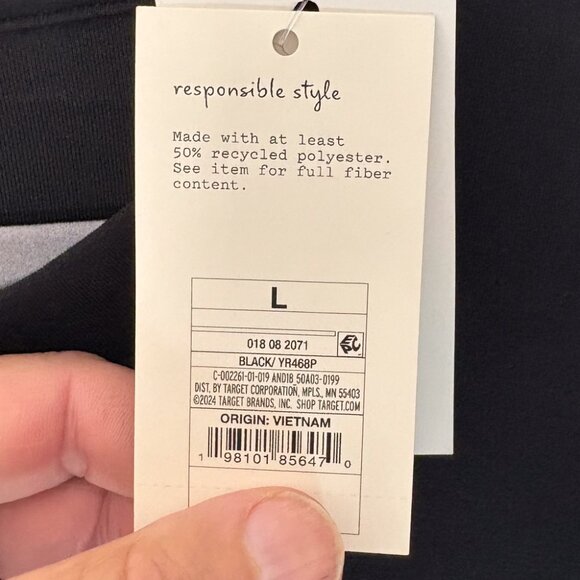 responsible style
Made with at least
50% recycled polyester.
See item for full fiber
content.
L
018 08 2071
BLACK/ YR468P
C-002261-01-019 AND18_50A03-0199
DIST. BY TARGET CORPORATION, MPLS., MN 55403
©2024 TARGET BRANDS, INC. SHOP TARGET.COM
ORIGIN: VIETNAM
1 98101 85647 0